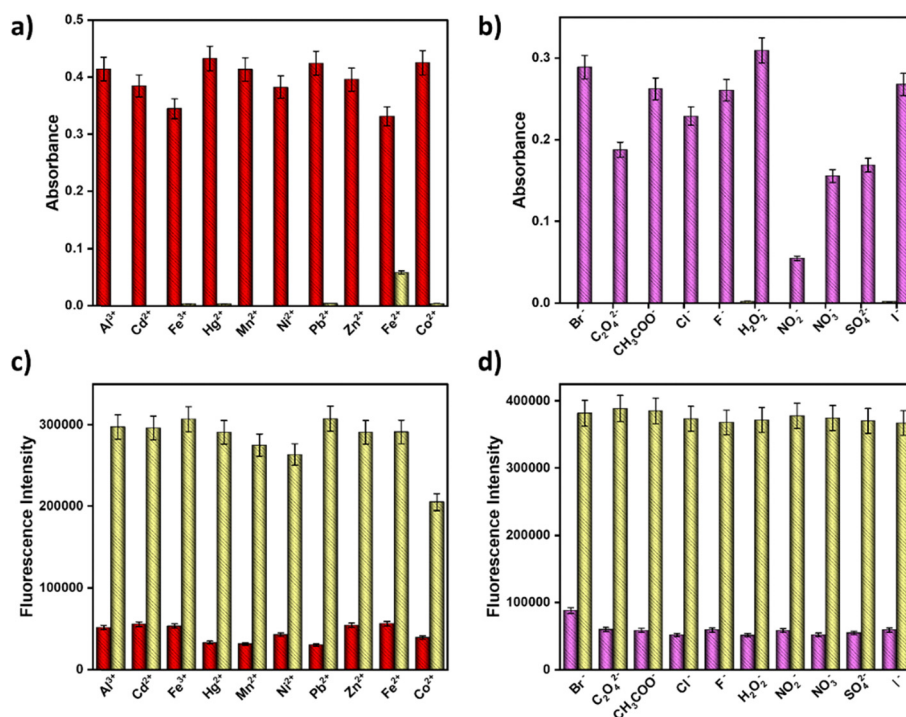 a)
Absorbance
0.5
0.4
0.3
0.2
0.1
0.0
Al³⁺ Cd²⁺ Fe³⁺ Hg²⁺ Mn²⁺ Ni²⁺ Pb²⁺ Zn²⁺ Fe²⁺ Co²⁺
b)
Absorbance
0.3
0.2
0.1
0.0
Br⁻ C₂O₄²⁻ CH₃COO⁻ Cl⁻ F⁻ H₂O₂⁻ NO₂⁻ NO₃⁻ SO₄²⁻ I⁻
c)
Fluorescence Intensity
300000
200000
100000
0
Al³⁺ Cd²⁺ Fe³⁺ Hg²⁺ Mn²⁺ Ni²⁺ Pb²⁺ Zn²⁺ Fe²⁺ Co²⁺
d)
Fluorescence Intensity
400000
300000
200000
100000
0
Br⁻ C₂O₄²⁻ CH₃COO⁻ Cl⁻ F⁻ H₂O₂⁻ NO₂⁻ NO₃⁻ SO₄²⁻ I⁻